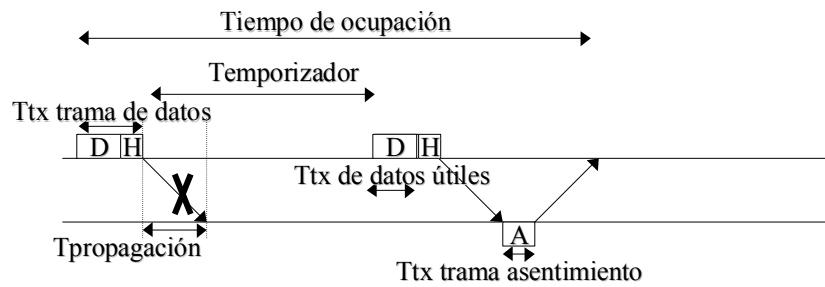 Tiempo de ocupación
Temporizador
Ttx trama de datos
D H
D H
Ttx de datos útiles
Tpropagación
A
Ttx trama asentimiento